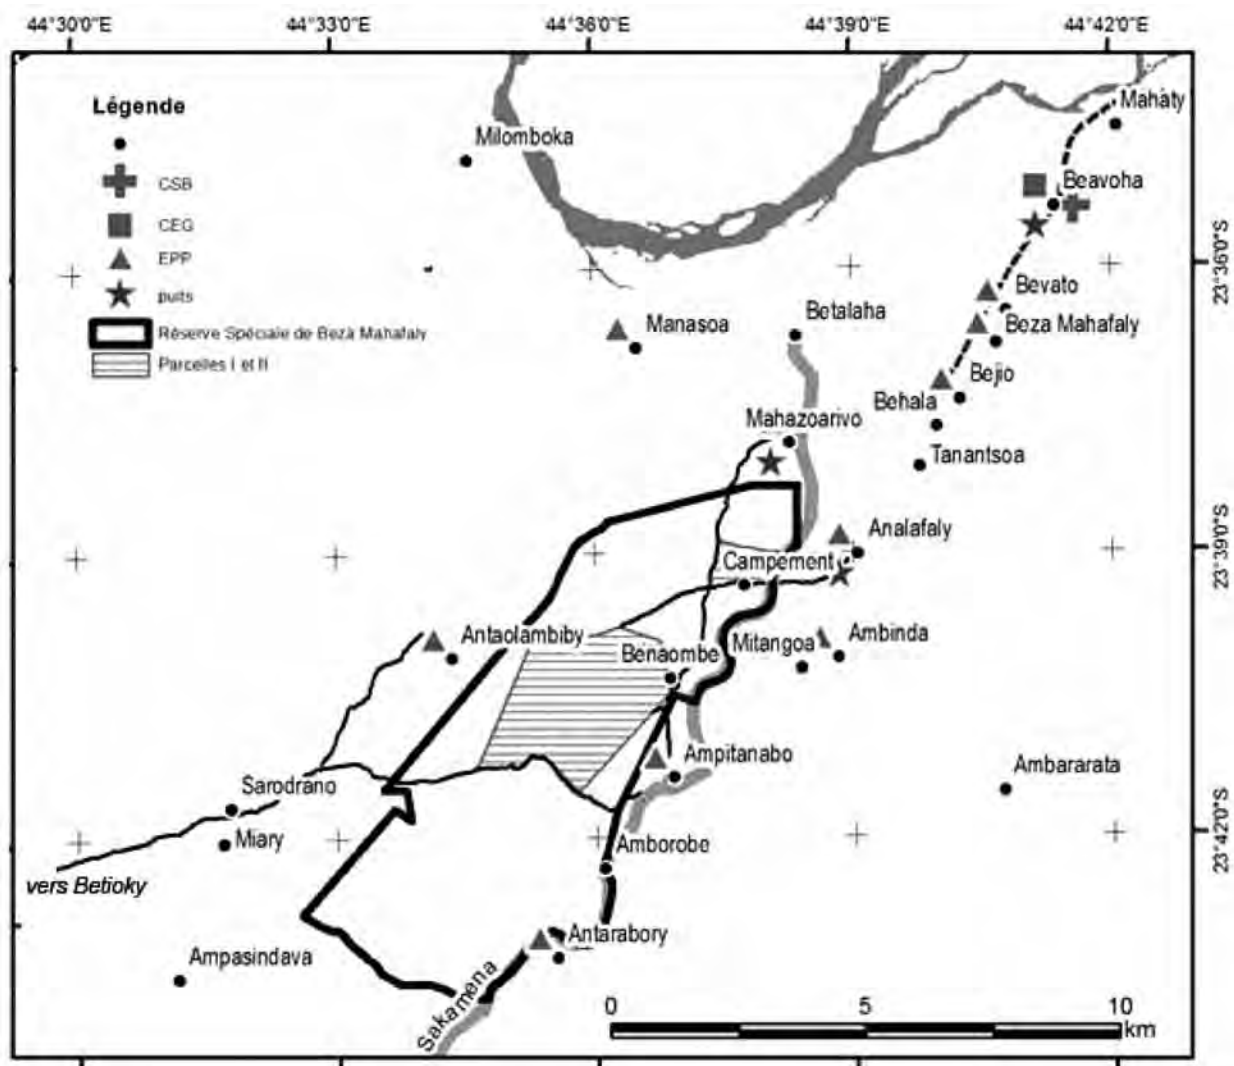 44°30'0"E
44°33'0"E
44°36'0"E
44°39'0"E
44°42'0"E
Légende
CSB
CEG
EPP
puits
Réserve Spéciale de Bezà Mahafaly
Parcelles I et II
Milomboka
Mahaty
Beavoha
23°36'0"S
Bevato
Manasoa
Betalaha
Beza Mahafaly
Bejio
Behala
Mahazoarivo
Tanantsoa
Analafaly
23°39'0"S
Campement
Antaolambiby
Benaombe
Mitangoa
Ambinda
Ampitanabo
Ambararata
Sarodrano
Miary
23°42'0"S
Amborobe
vers Betioky
Antarabory
Ampasindava
Sakamena
0
5
10
km